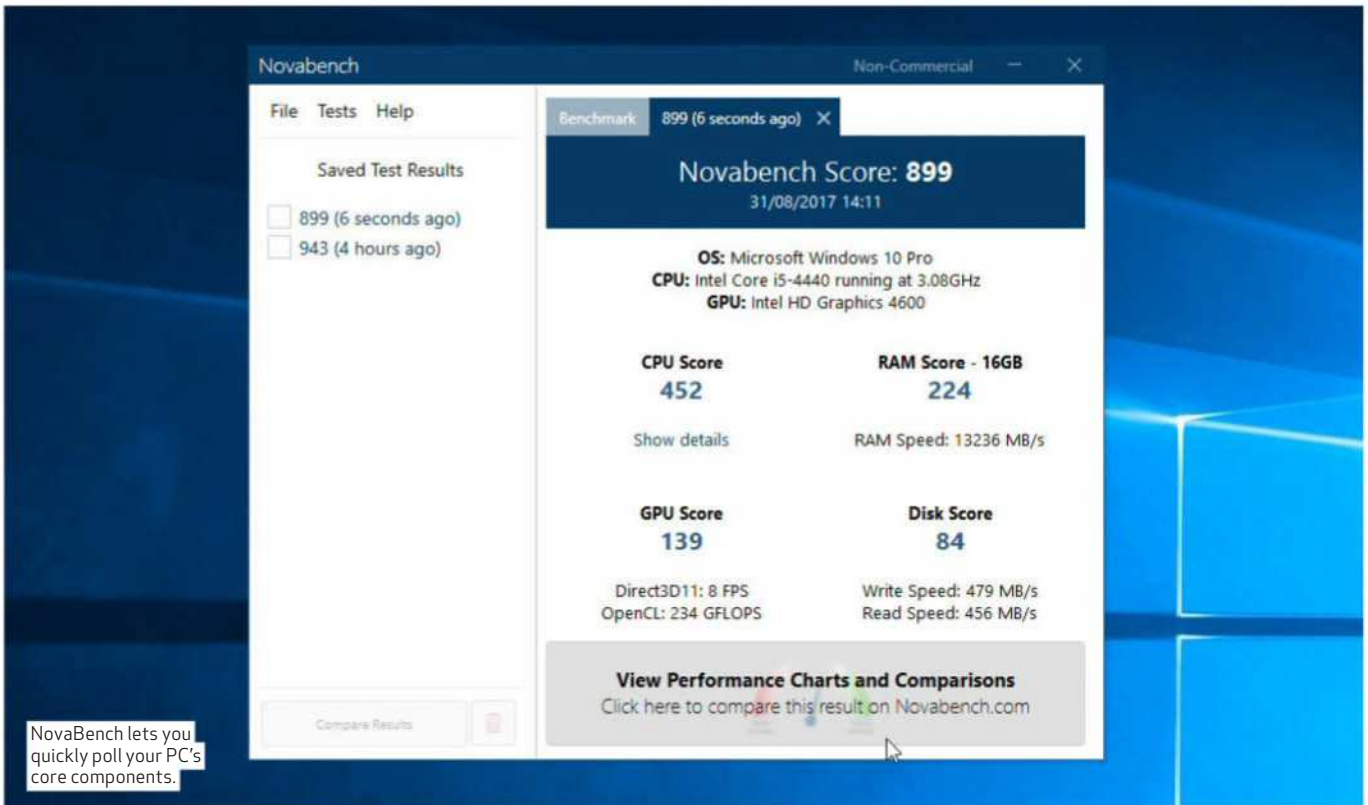 Novabench
Non-Commercial
File Tests Help
Saved Test Results
899 (6 seconds ago)
943 (4 hours ago)
Compare Results
Benchmark
899 (6 seconds ago)
Novabench Score: 899
31/08/2017 14:11
OS: Microsoft Windows 10 Pro
CPU: Intel Core i5-4440 running at 3.08GHz
GPU: Intel HD Graphics 4600
CPU Score
452
Show details
RAM Score - 16GB
224
RAM Speed: 13236 MB/s
GPU Score
139
Direct3D11: 8 FPS
OpenCL: 234 GFLOPS
Disk Score
84
Write Speed: 479 MB/s
Read Speed: 456 MB/s
View Performance Charts and Comparisons
Click here to compare this result on Novabench.com
NovaBench lets you
quickly poll your PC’s
core components.